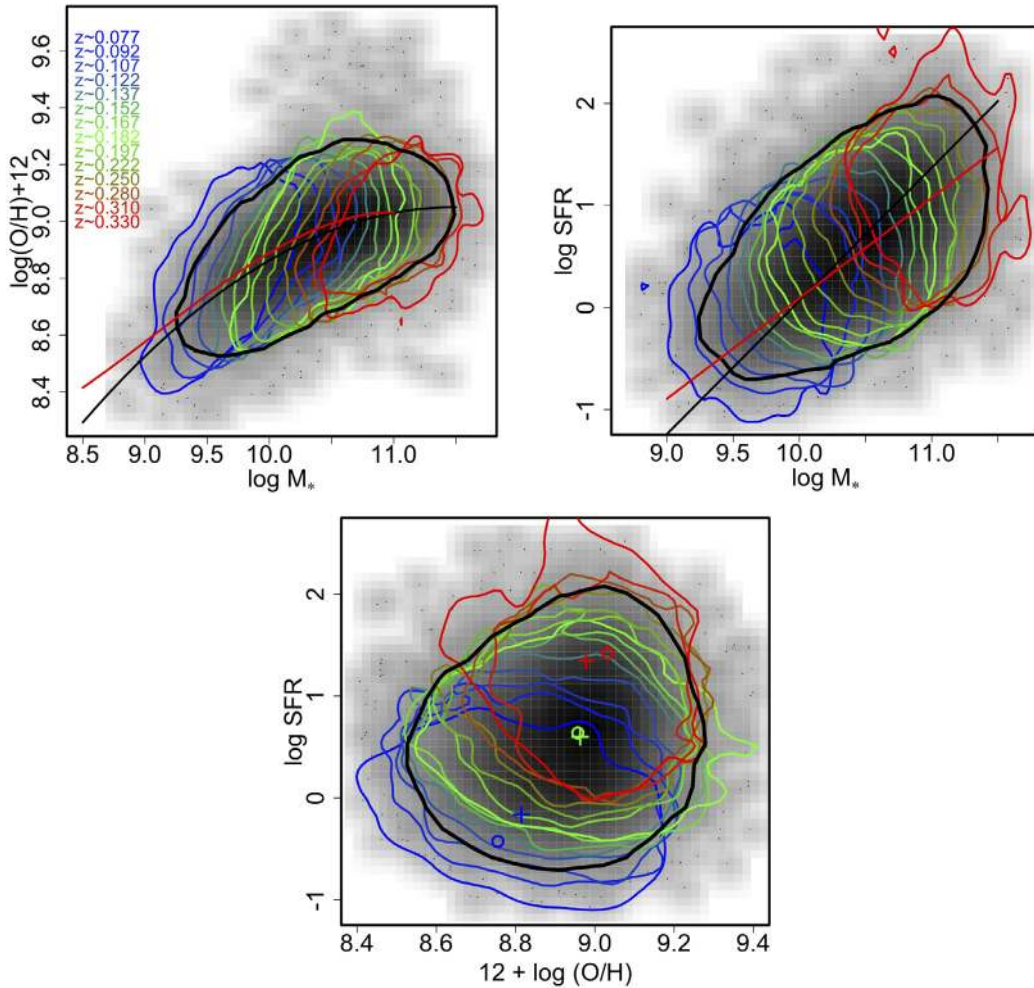 z~0.077
z~0.092
z~0.107
z~0.122
z~0.137
z~0.152
z~0.167
z~0.182
z~0.197
z~0.222
z~0.250
z~0.280
z~0.310
z~0.330
log(O/H)+12
9.6
9.4
9.2
9.0
8.8
8.6
8.4
8.5 9.0 9.5 10.0 11.0
log M*
log SFR
2
1
0
-1
9.0 10.0 11.0
log M*
log SFR
2
1
0
-1
8.4 8.6 8.8 9.0 9.2 9.4
12 + log (O/H)